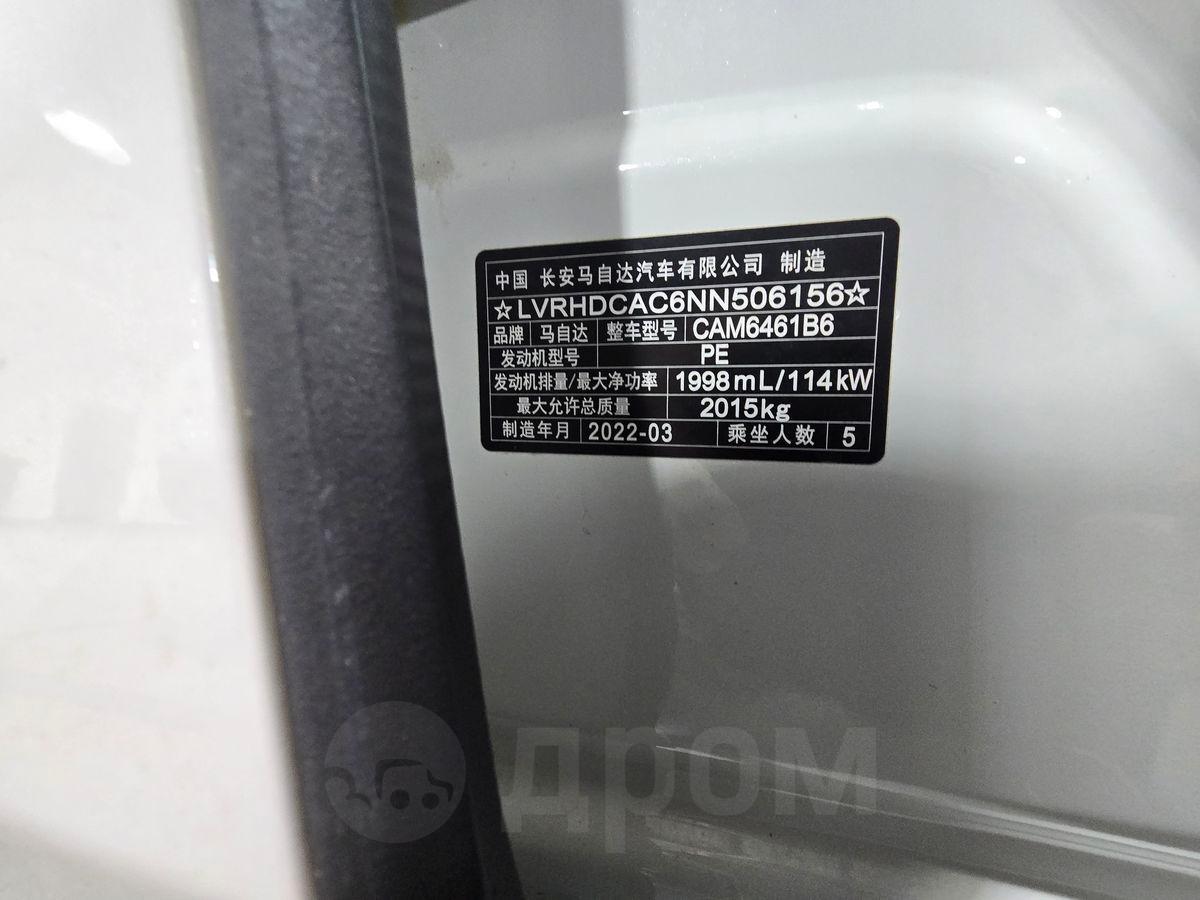 中国 长安马自达汽车有限公司 制造
☆LVRHDCAC6NN506156☆
品牌 马自达 整车型号 CAM6461B6
发动机型号 PE
发动机排量/最大净功率 1998mL/114kW
最大允许总质量 2015kg
制造年月 2022-03 乘坐人数 5
дром